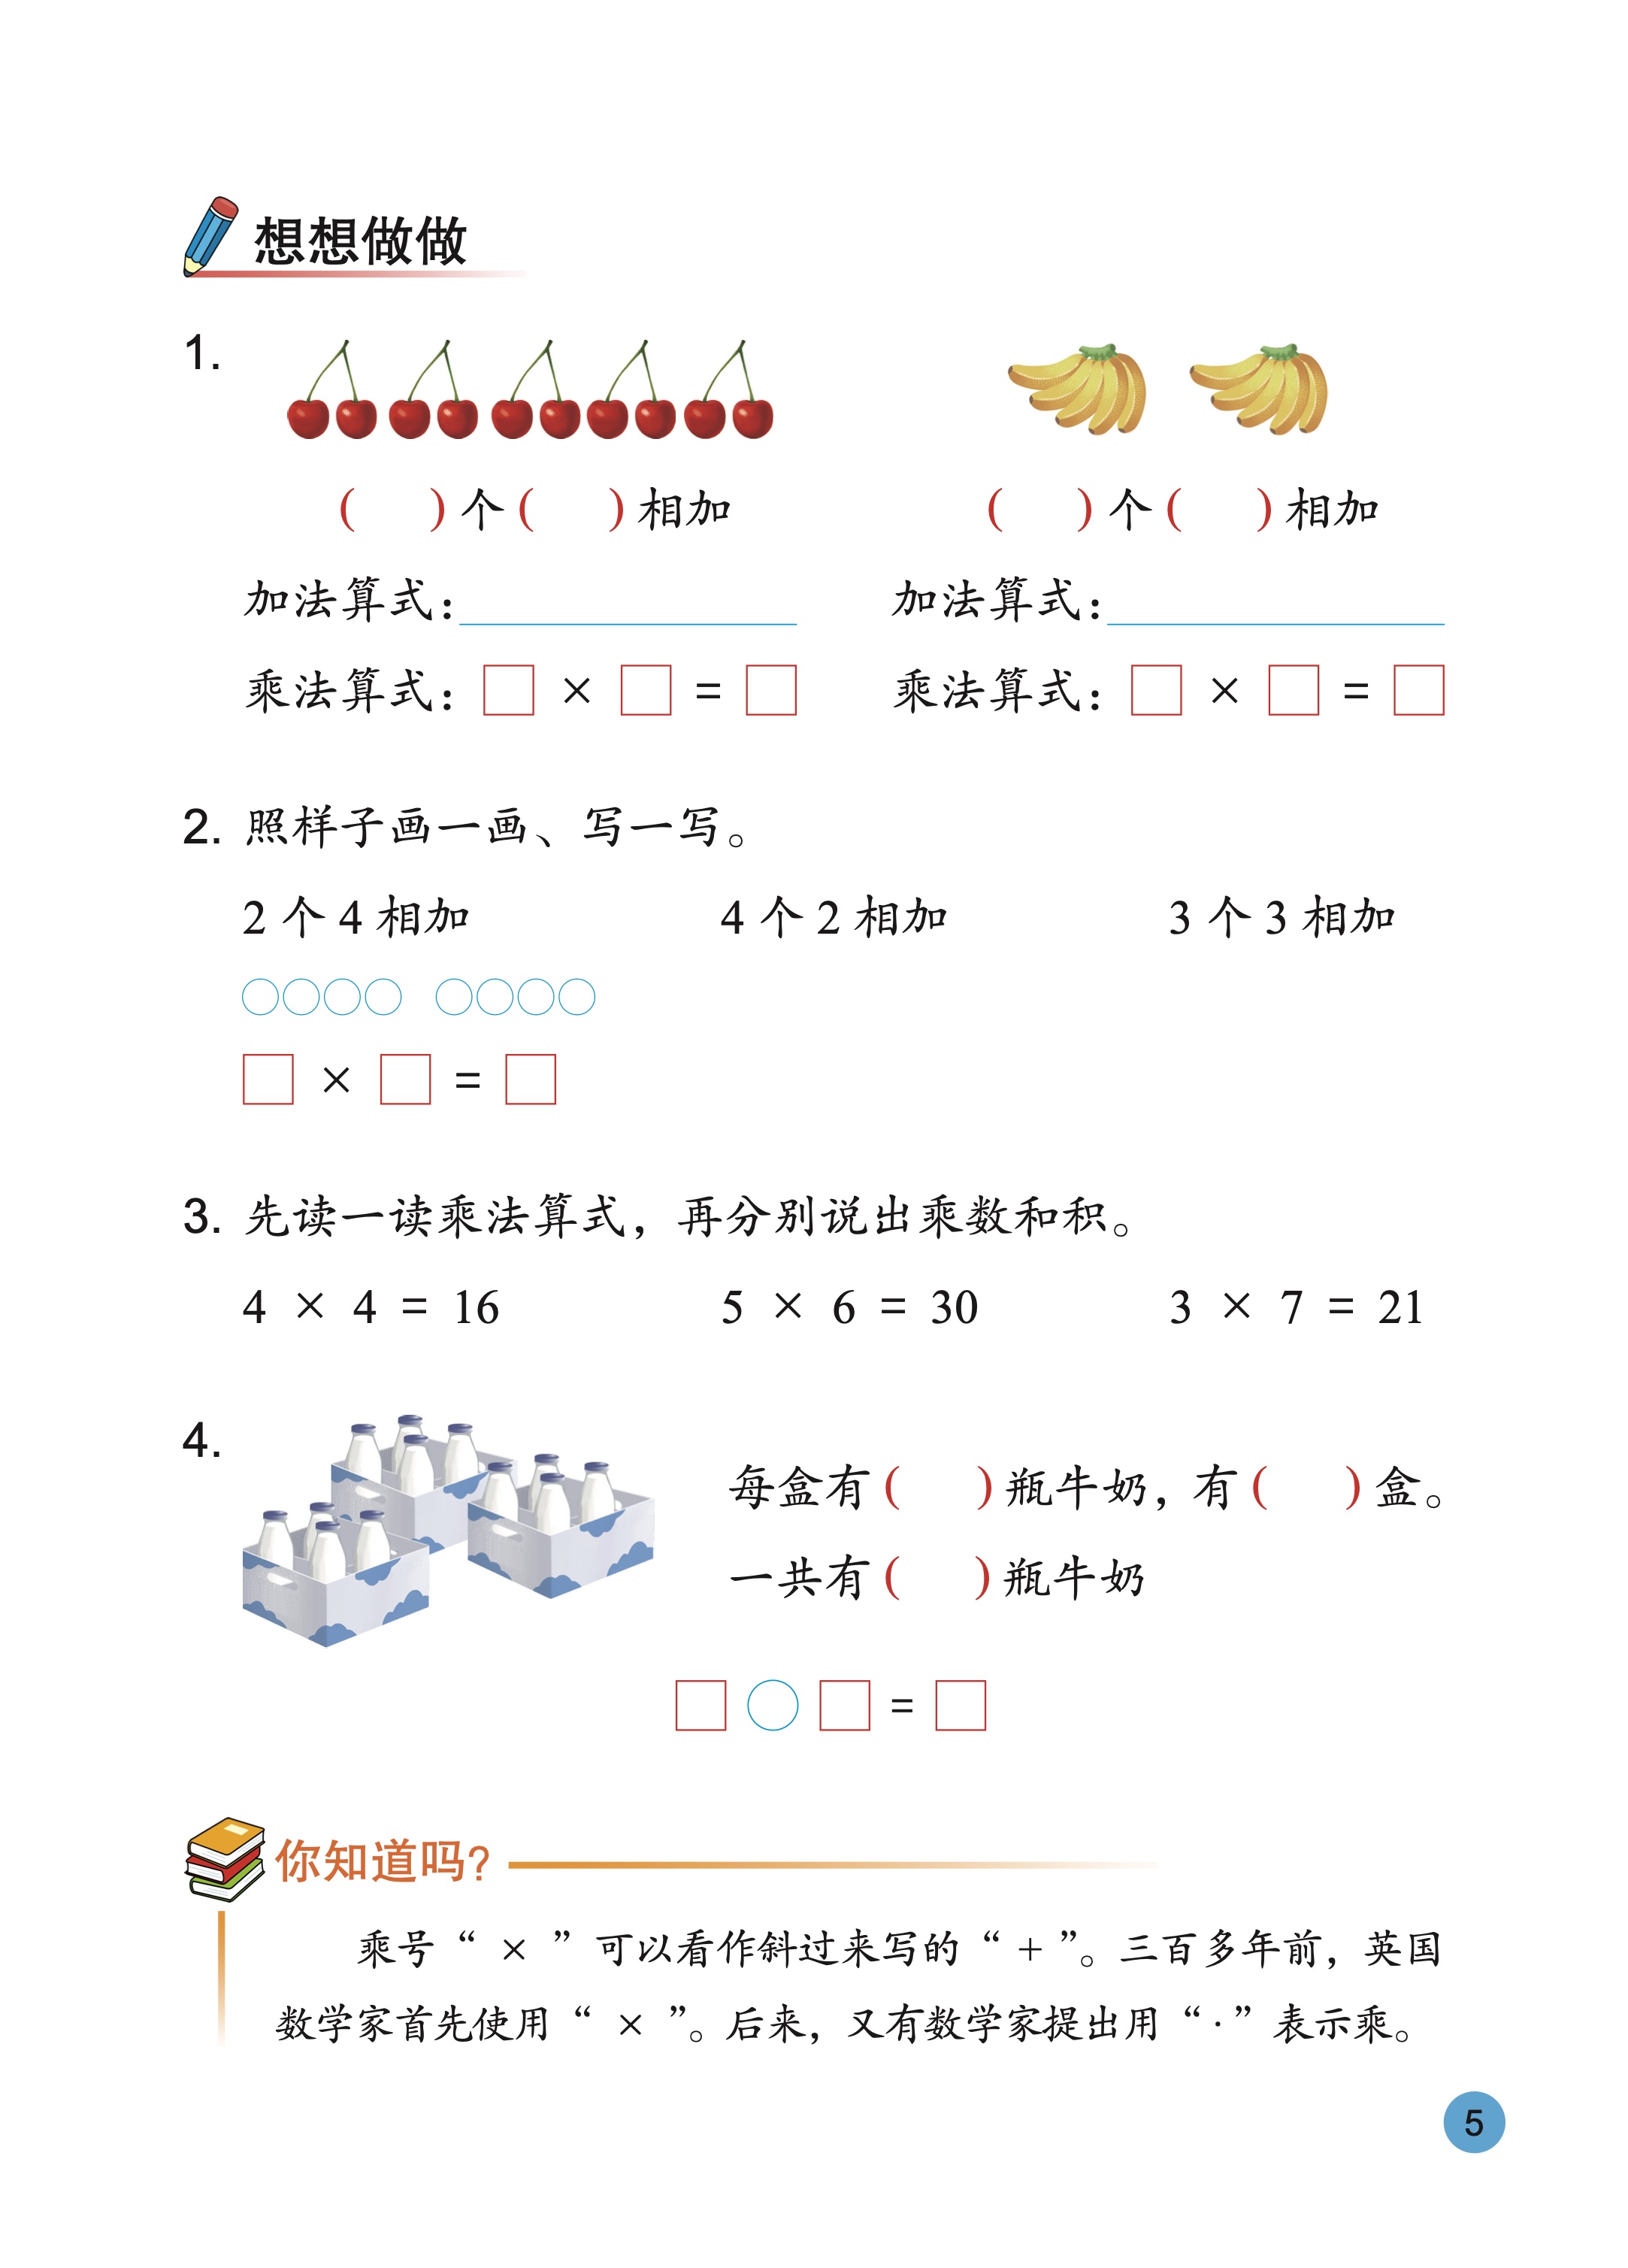 想想做做
1.
(  )个(  )相加 (  )个(  )相加
加法算式：________ 加法算式：________
乘法算式：□ × □ = □ 乘法算式：□ × □ = □
2. 照样子画一画、写一写。
2 个 4 相加 4 个 2 相加 3 个 3 相加
○○○○ ○○○○
□ × □ = □
3. 先读一读乘法算式，再分别说出乘数和积。
4 × 4 = 16 5 × 6 = 30 3 × 7 = 21
4.
每盒有(  )瓶牛奶，有(  )盒。
一共有(  )瓶牛奶
□ ○ □ = □
你知道吗?
乘号“ × ”可以看作斜过来写的“ + ”。三百多年前，英国
数学家首先使用“ × ”。后来，又有数学家提出用“ · ”表示乘。
5